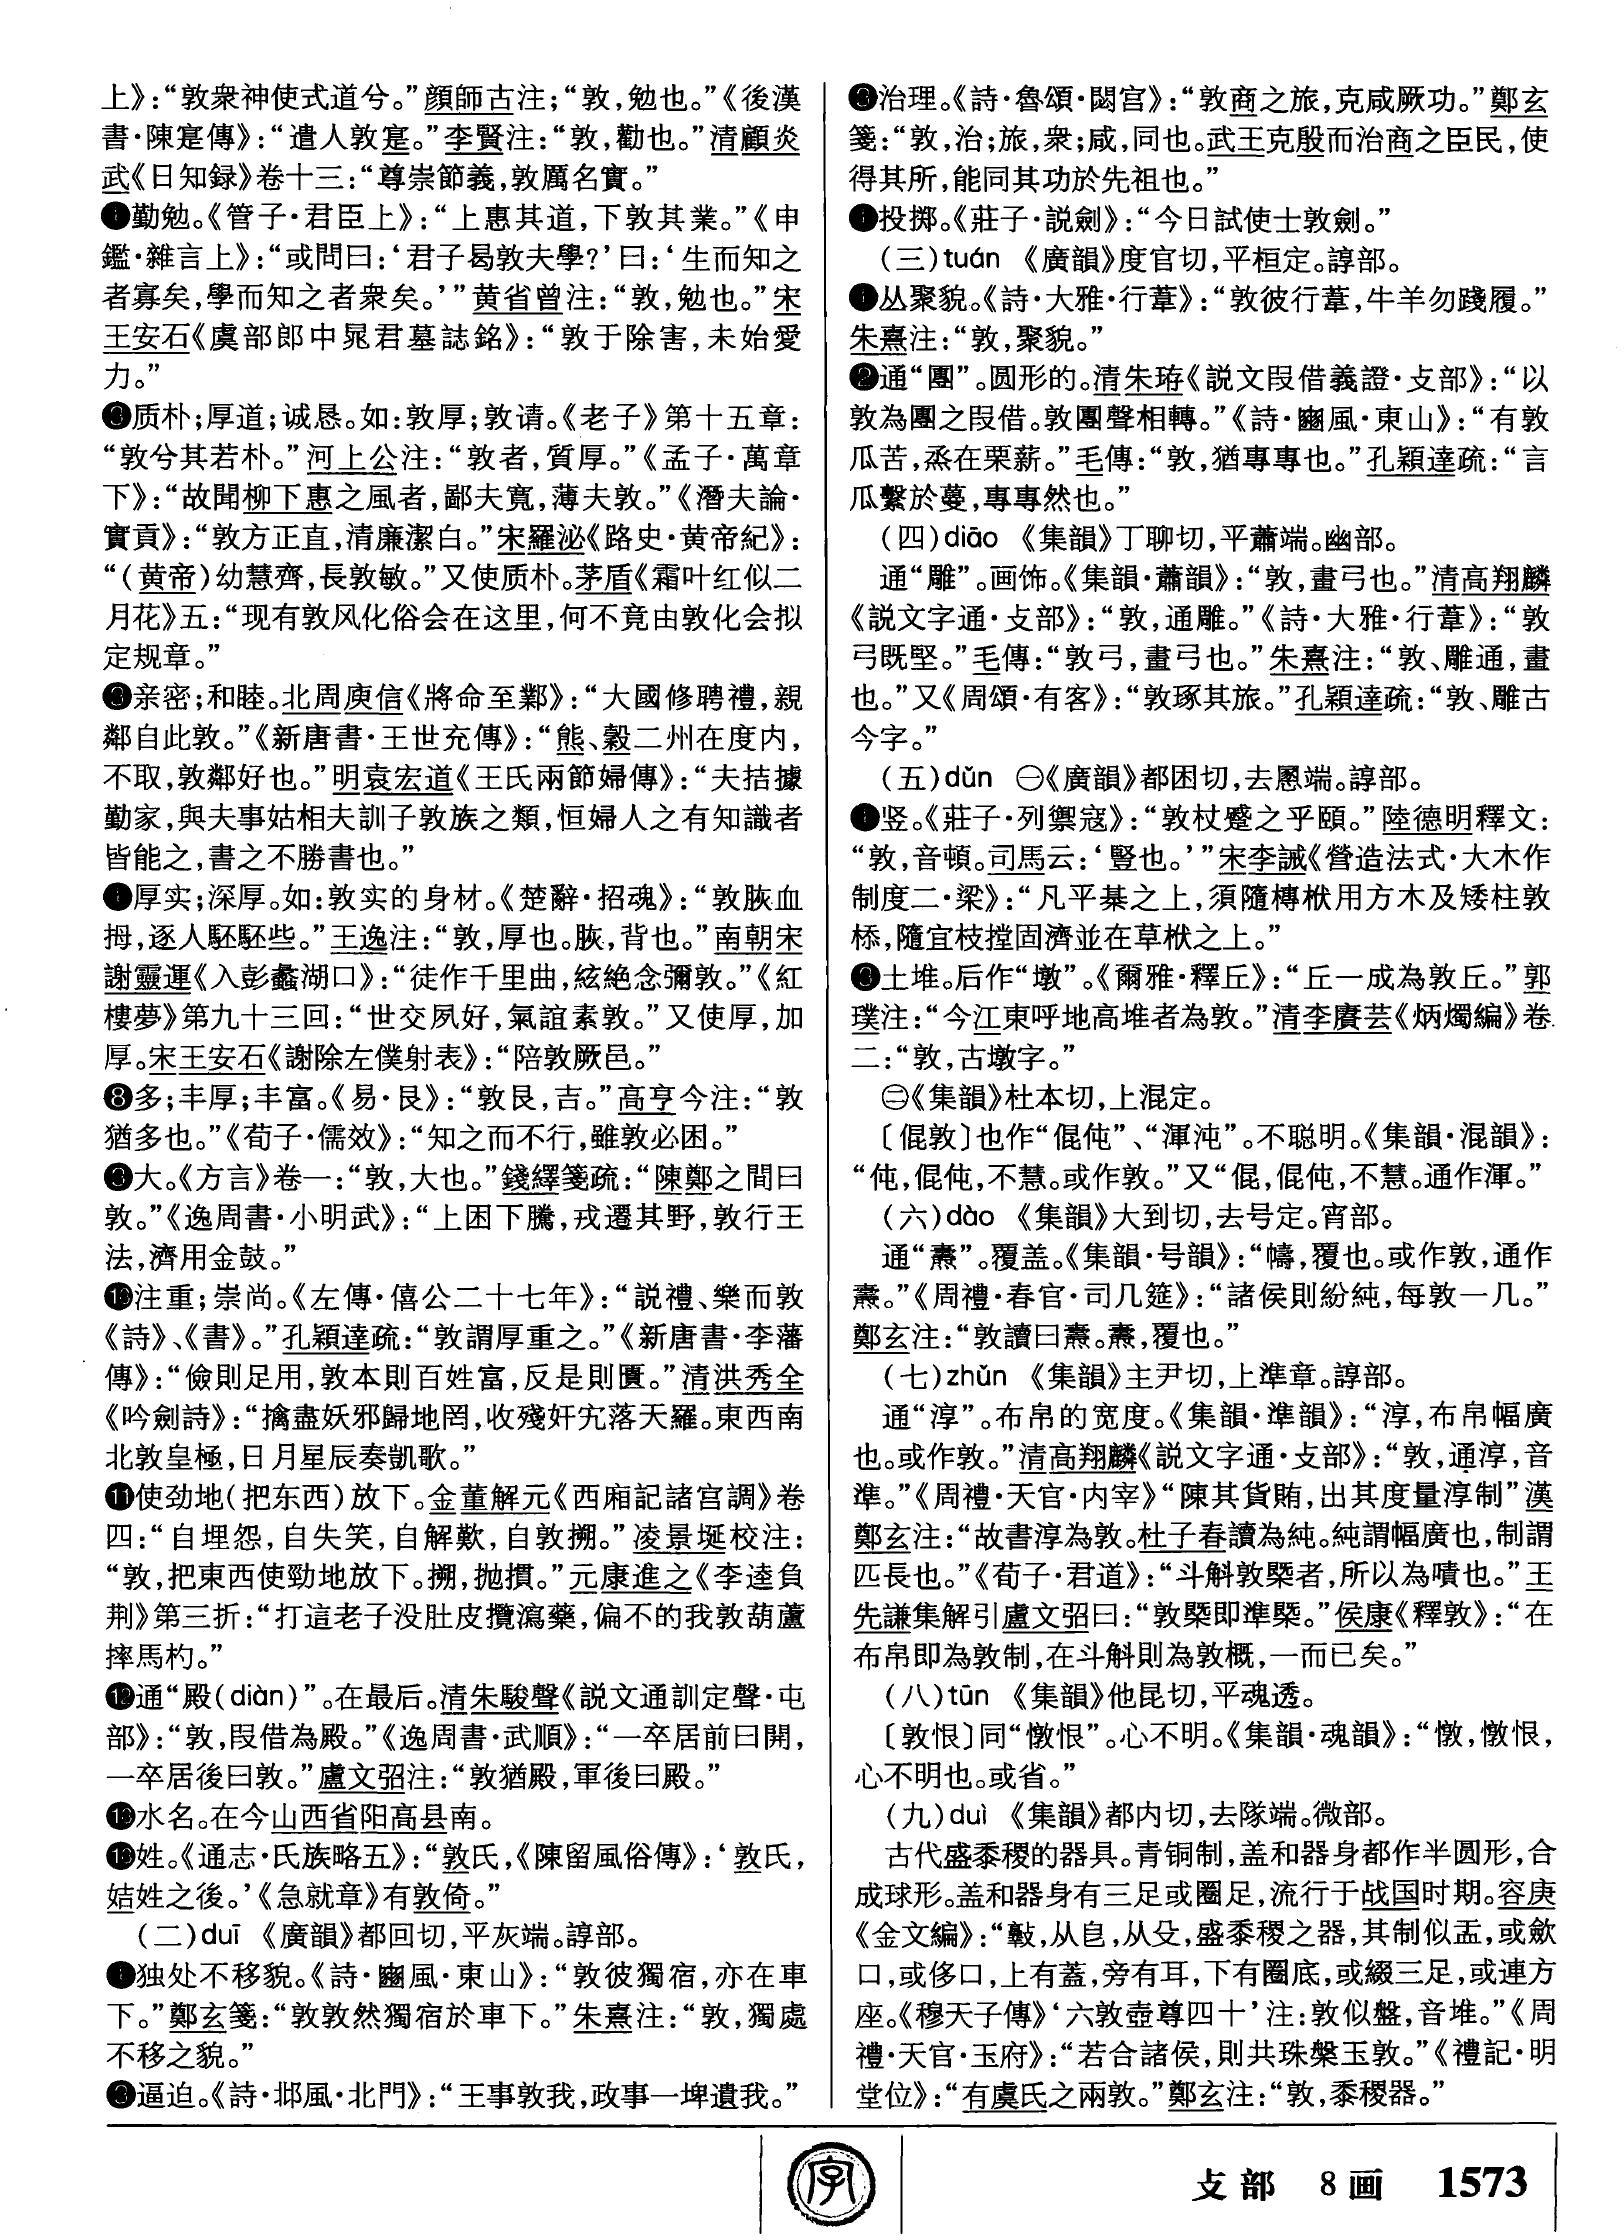 上》：“敦衆神使式道兮。”顔師古注；“敦，勉也。”《後漢
書·陳寔傳》：“遣人敦寔。”李賢注：“敦，勸也。”清顧炎
武《日知録》卷十三：“尊崇節義，敦厲名實。”
勤勉。《管子·君臣上》：“上惠其道，下敦其業。”《申
鑑·雜言上》：“或問曰：‘君子曷敦夫學？’曰：‘生而知之
者寡矣，學而知之者衆矣。’”黄省曾注：“敦，勉也。”宋
王安石《虞部郎中晁君墓誌銘》：“敦于除害，未始愛
力。”
质朴；厚道；诚恳。如：敦厚；敦请。《老子》第十五章：
“敦兮其若朴。”河上公注：“敦者，質厚。”《孟子·萬章
下》：“故聞柳下惠之風者，鄙夫寬，薄夫敦。”《潛夫論·
實貢》：“敦方正直，清廉潔白。”宋羅泌《路史·黄帝紀》：
“（黄帝）幼慧齊，長敦敏。”又使质朴。茅盾《霜叶红似二
月花》五：“现有敦风化俗会在这里，何不竟由敦化会拟
定规章。”
亲密；和睦。北周庾信《將命至鄴》：“大國修聘禮，親
鄰自此敦。”《新唐書·王世充傳》：“熊、穀二州在度内，
不取，敦鄰好也。”明袁宏道《王氏兩節婦傳》：“夫拮據
勤家，與夫事姑相夫訓子敦族之類，恒婦人之有知識者
皆能之，書之不勝書也。”
厚实；深厚。如：敦实的身材。《楚辭·招魂》：“敦脄血
拇，逐人駓駓些。”王逸注：“敦，厚也。脄，背也。”南朝宋
謝靈運《入彭蠡湖口》：“徒作千里曲，絃絶念彌敦。”《紅
樓夢》第九十三回：“世交夙好，氣誼素敦。”又使厚，加
厚。宋王安石《謝除左僕射表》：“陪敦厥邑。”
❽多；丰厚；丰富。《易·艮》：“敦艮，吉。”高亨今注：“敦
猶多也。”《荀子·儒效》：“知之而不行，雖敦必困。”
大。《方言》卷一：“敦，大也。”錢繹箋疏：“陳鄭之間曰
敦。”《逸周書·小明武》：“上困下騰，戎遷其野，敦行王
法，濟用金鼓。”
❿注重；崇尚。《左傳·僖公二十七年》：“説禮、樂而敦
《詩》、《書》。”孔穎達疏：“敦謂厚重之。”《新唐書·李藩
傳》：“儉則足用，敦本則百姓富，反是則匱。”清洪秀全
《吟劍詩》：“擒盡妖邪歸地罔，收殘奸宄落天羅。東西南
北敦皇極，日月星辰奏凱歌。”
⓫使劲地（把东西）放下。金董解元《西廂記諸宫調》卷
四：“自埋怨，自失笑，自解歎，自敦搠。”凌景埏校注：
“敦，把東西使勁地放下。搠，抛摜。”元康進之《李逵負
荆》第三折：“打這老子没肚皮攬瀉藥，偏不的我敦葫蘆
摔馬杓。”
⓬通“殿（diàn）”。在最后。清朱駿聲《説文通訓定聲·屯
部》：“敦，叚借為殿。”《逸周書·武順》：“一卒居前曰開，
一卒居後曰敦。”盧文弨注：“敦猶殿，軍後曰殿。”
水名。在今山西省阳高县南。
姓。《通志·氏族略五》：“敦氏，《陳留風俗傳》：‘敦氏，
姞姓之後。’《急就章》有敦倚。”
（二）duī 《廣韻》都回切，平灰端。諄部。
独处不移貌。《詩·豳風·東山》：“敦彼獨宿，亦在車
下。”鄭玄箋：“敦敦然獨宿於車下。”朱熹注：“敦，獨處
不移之貌。”
逼迫。《詩·邶風·北門》：“王事敦我，政事一埤遺我。”
治理。《詩·魯頌·閟宫》：“敦商之旅，克咸厥功。”鄭玄
箋：“敦，治；旅，衆；咸，同也。武王克殷而治商之臣民，使
得其所，能同其功於先祖也。”
投掷。《莊子·説劍》：“今日試使士敦劍。”
（三）tuán 《廣韻》度官切，平桓定。諄部。
丛聚貌。《詩·大雅·行葦》：“敦彼行葦，牛羊勿踐履。”
朱熹注：“敦，聚貌。”
❷通“團”。圆形的。清朱珔《説文叚借義證·攴部》：“以
敦為團之叚借。敦團聲相轉。”《詩·豳風·東山》：“有敦
瓜苦，烝在栗薪。”毛傳：“敦，猶專專也。”孔穎達疏：“言
瓜繫於蔓，專專然也。”
（四）diāo 《集韻》丁聊切，平蕭端。幽部。
通“雕”。画饰。《集韻·蕭韻》：“敦，畫弓也。”清高翔麟
《説文字通·攴部》：“敦，通雕。”《詩·大雅·行葦》：“敦
弓既堅。”毛傳：“敦弓，畫弓也。”朱熹注：“敦、雕通，畫
也。”又《周頌·有客》：“敦琢其旅。”孔穎達疏：“敦、雕古
今字。”
（五）dǔn ㊀《廣韻》都困切，去慁端。諄部。
竖。《莊子·列禦寇》：“敦杖蹙之乎頤。”陸德明釋文：
“敦，音頓。司馬云：‘豎也。’”宋李誡《營造法式·大木作
制度二·梁》：“凡平棊之上，須隨槫栿用方木及矮柱敦
㮇，隨宜枝摚固濟並在草栿之上。”
土堆。后作“墩”。《爾雅·釋丘》：“丘一成為敦丘。”郭
璞注：“今江東呼地高堆者為敦。”清李賡芸《炳燭編》卷
二：“敦，古墩字。”
㊁《集韻》杜本切，上混定。
〔倱敦〕也作“倱伅”、“渾沌”。不聪明。《集韻·混韻》：
“伅，倱伅，不慧。或作敦。”又“倱，倱伅，不慧。通作渾。”
（六）dào 《集韻》大到切，去号定。宵部。
通“燾”。覆盖。《集韻·号韻》：“幬，覆也。或作敦，通作
燾。”《周禮·春官·司几筵》：“諸侯則紛純，每敦一几。”
鄭玄注：“敦讀曰燾。燾，覆也。”
（七）zhǔn 《集韻》主尹切，上準章。諄部。
通“淳”。布帛的宽度。《集韻·準韻》：“淳，布帛幅廣
也。或作敦。”清高翔麟《説文字通·攴部》：“敦，通淳，音
準。”《周禮·天官·内宰》“陳其貨賄，出其度量淳制”漢
鄭玄注：“故書淳為敦。杜子春讀為純。純謂幅廣也，制謂
匹長也。”《荀子·君道》：“斗斛敦槩者，所以為嘖也。”王
先謙集解引盧文弨曰：“敦槩即準槩。”侯康《釋敦》：“在
布帛即為敦制，在斗斛則為敦概，一而已矣。”
（八）tūn 《集韻》他昆切，平魂透。
〔敦恨〕同“憞恨”。心不明。《集韻·魂韻》：“憞，憞恨，
心不明也。或省。”
（九）duì 《集韻》都内切，去隊端。微部。
古代盛黍稷的器具。青铜制，盖和器身都作半圆形，合
成球形。盖和器身有三足或圈足，流行于战国时期。容庚
《金文編》：“㪟，从皀，从殳，盛黍稷之器，其制似盂，或斂
口，或侈口，上有蓋，旁有耳，下有圈底，或綴三足，或連方
座。《穆天子傳》‘六敦壺尊四十’注：敦似盤，音堆。”《周
禮·天官·玉府》：“若合諸侯，則共珠槃玉敦。”《禮記·明
堂位》：“有虞氏之兩敦。”鄭玄注：“敦，黍稷器。”
字
攴部 8画 1573